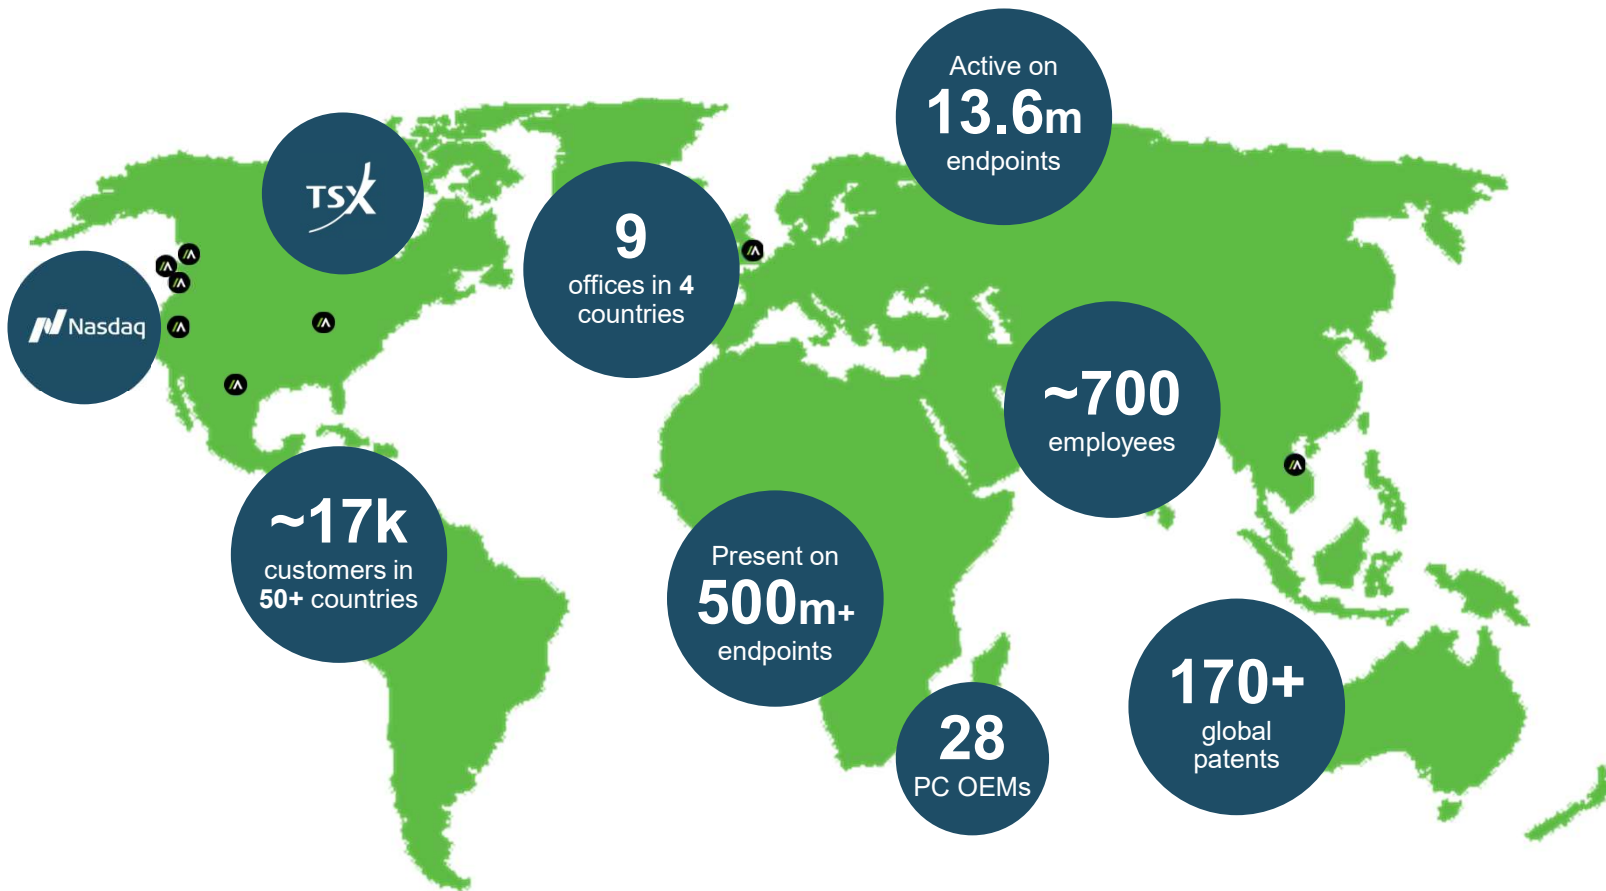 Active on
13.6m
endpoints
TSX
9
offices in 4
countries
Nasdaq
~700
employees
~17k
customers in
50+ countries
Present on
500m+
endpoints
170+
global
patents
28
PC OEMs